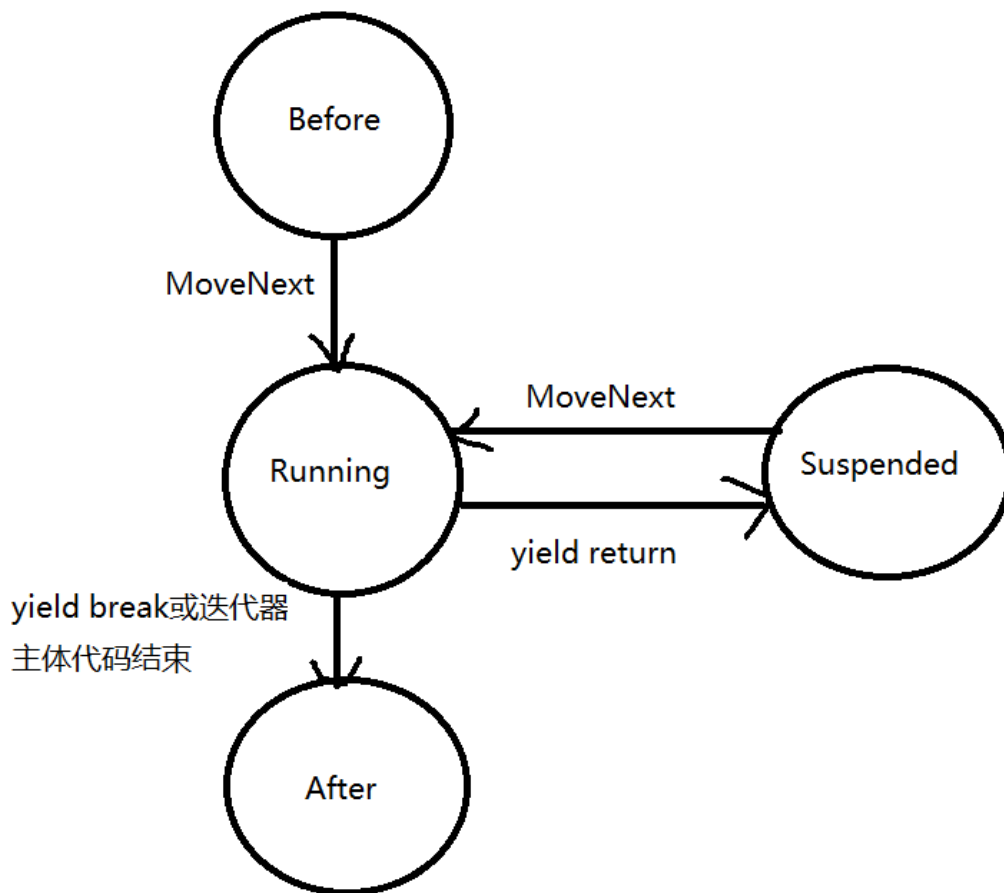 Before
MoveNext
MoveNext
Running
Suspended
yield return
yield break或迭代器
主体代码结束
After